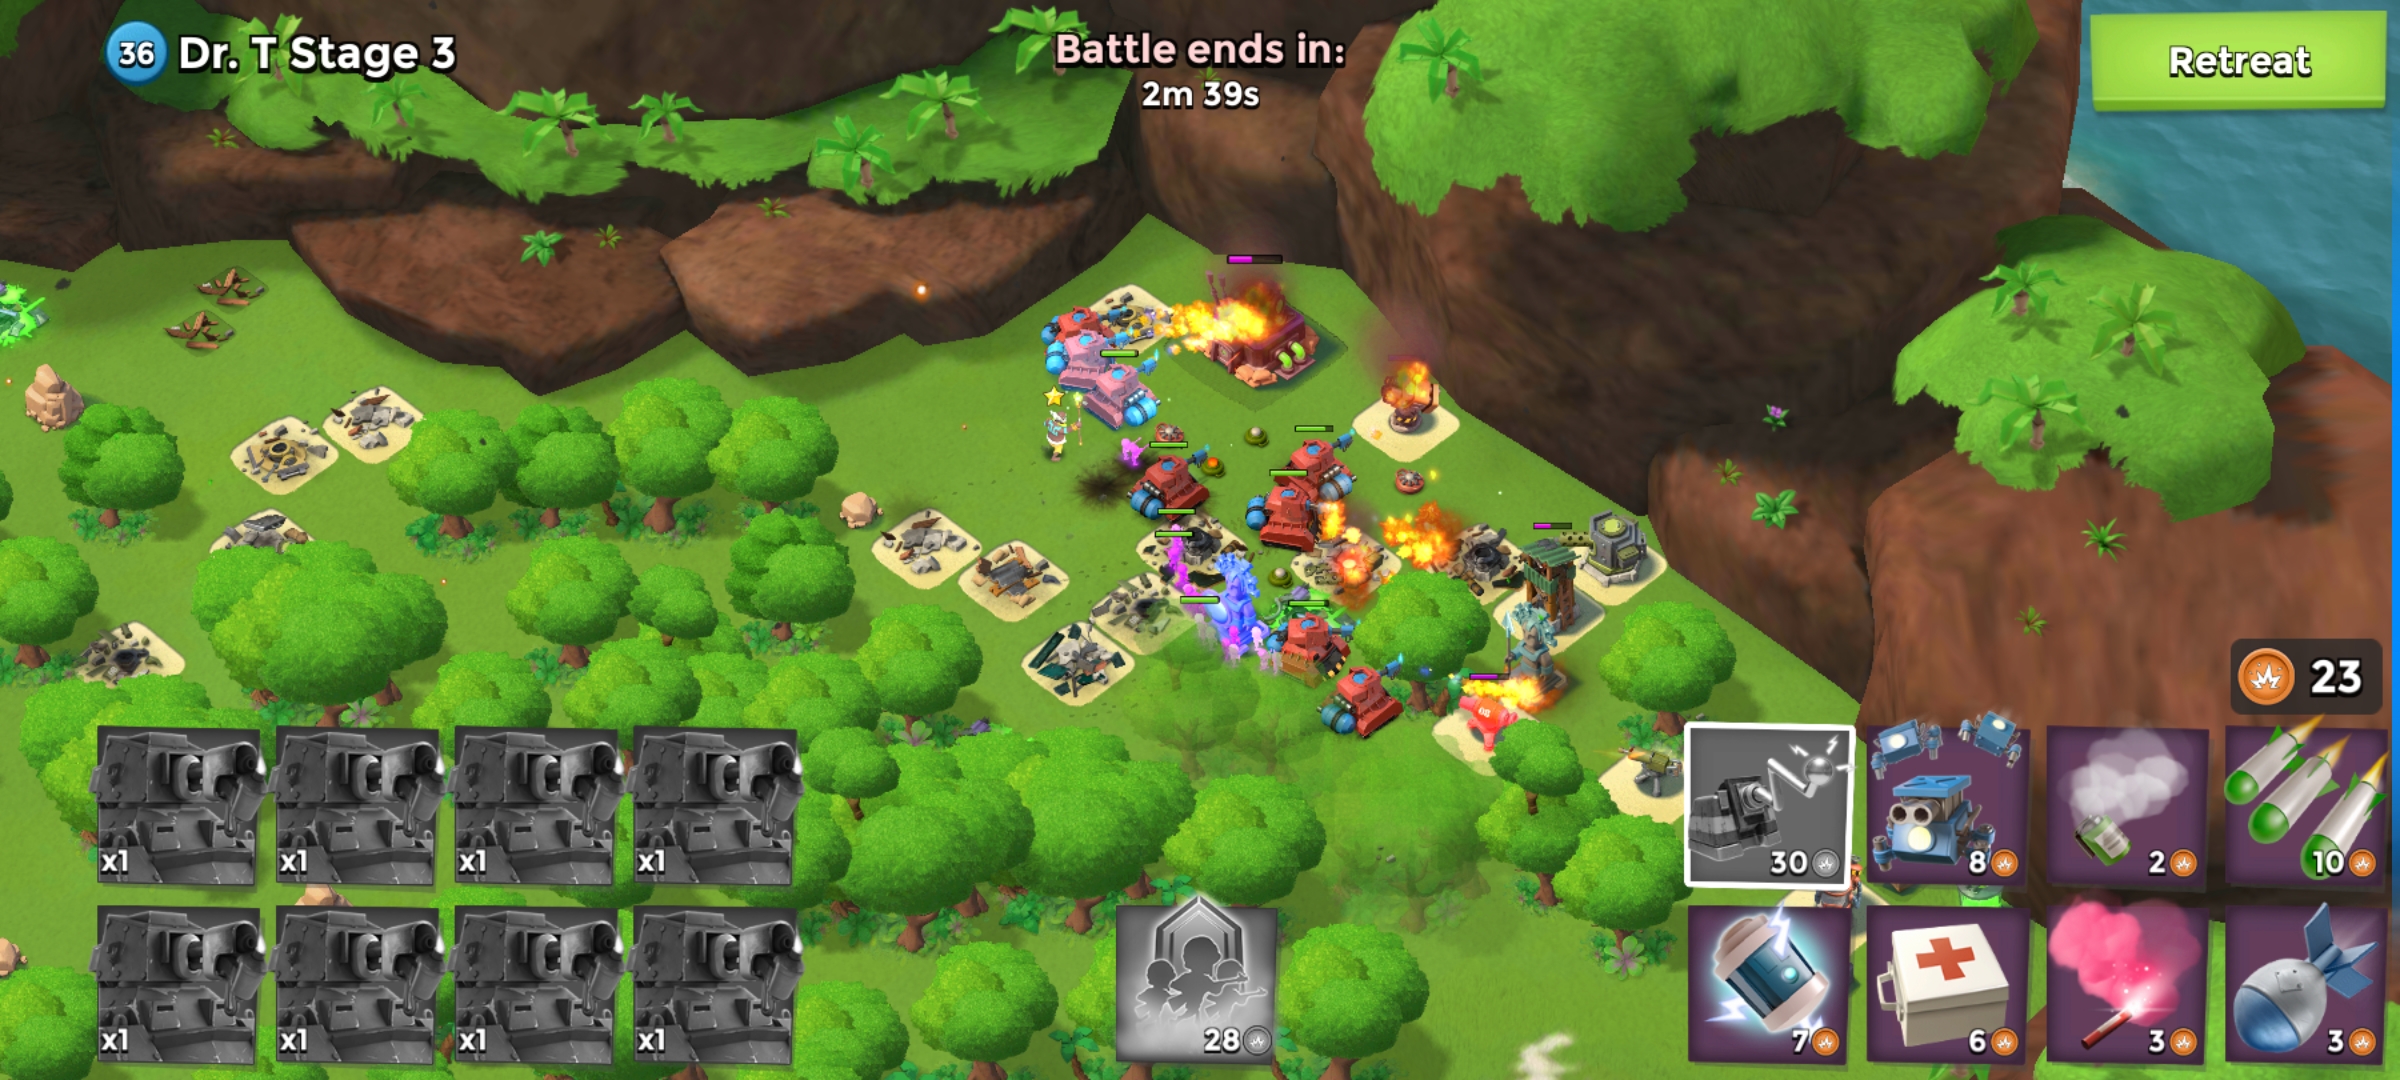 36 Dr. T Stage 3
Battle ends in:
2m 39s
Retreat
23
x1 x1 x1 x1
30 8 2 10
x1 x1 x1 x1
28
7 6 3 3